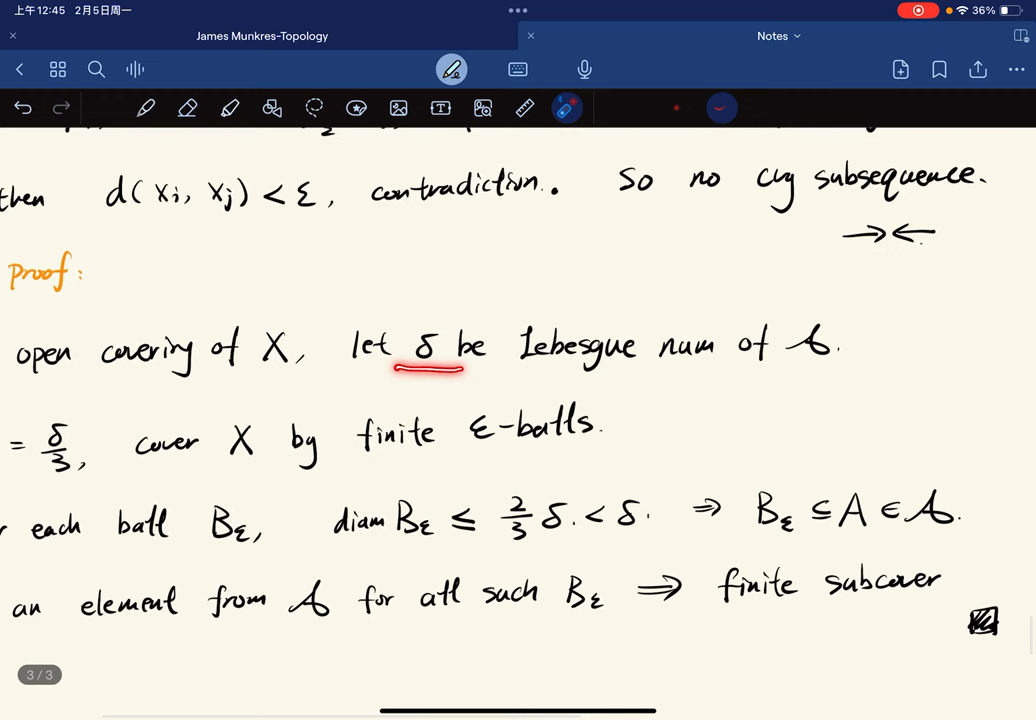 上午12:45 2月5日周一
36%
James Munkres-Topology
Notes
then d(xi, xj) < ε, contradiction. So no cvg subsequence.
→←
Proof:
open covering of X, let δ be Lebesgue num of 𝒜.
= δ/3, cover X by finite ε-balls.
each ball Bε, diam Bε ≤ 2/3 δ. < δ. ⇒ Bε ⊆ A ∈ 𝒜.
an element from 𝒜 for all such Bε ⟹ finite subcover
3 / 3